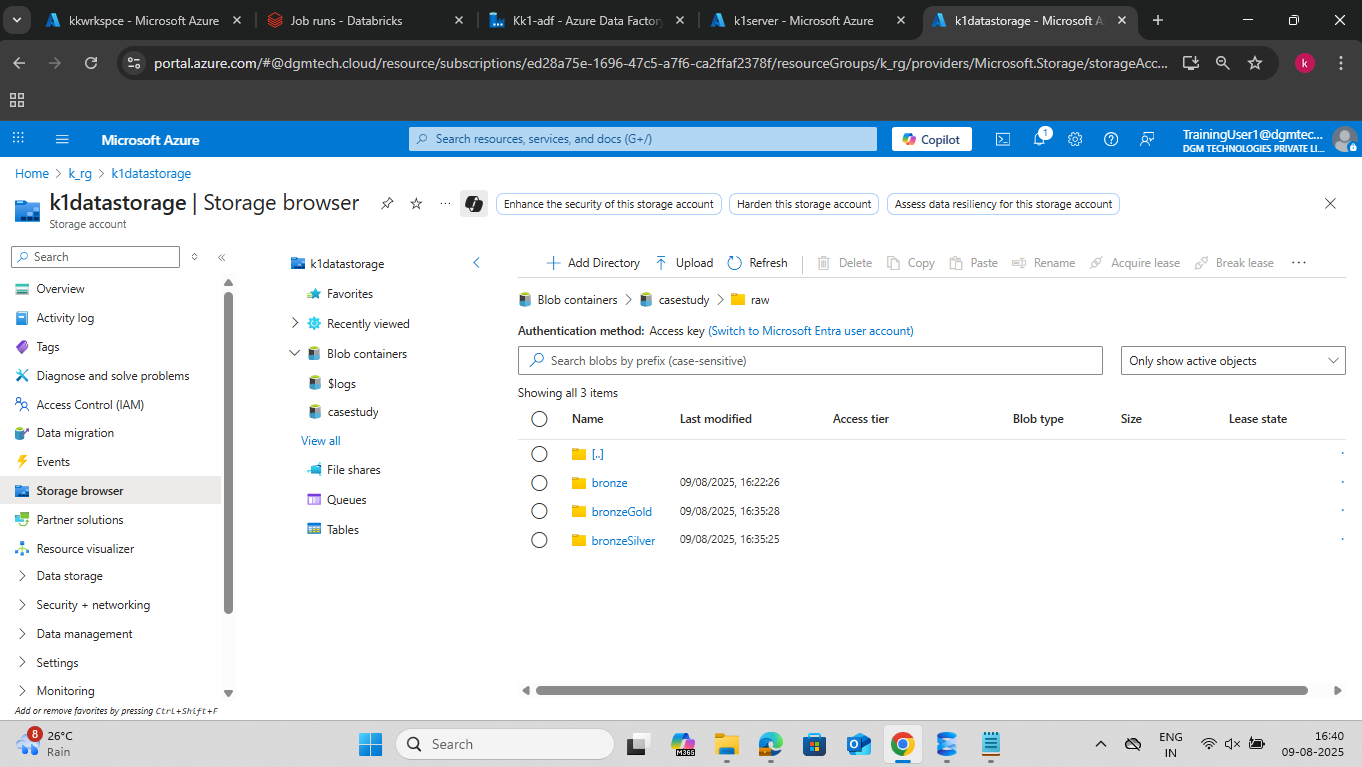 kkwrkspce - Microsoft Azure
Job runs - Databricks
Kk1-adf - Azure Data Factory
k1server - Microsoft Azure
k1datastorage - Microsoft A
portal.azure.com/#@dgmtech.cloud/resource/subscriptions/ed28a75e-1696-47c5-a7f6-ca2ffaf2378f/resourceGroups/k_rg/providers/Microsoft.Storage/storageAcc...
k
Microsoft Azure
Search resources, services, and docs (G+/)
Copilot
1
TrainingUser1@dgmtec...
DGM TECHNOLOGIES PRIVATE LI...
Home > k_rg > k1datastorage
k1datastorage | Storage browser
Storage account
Enhance the security of this storage account
Harden this storage account
Assess data resiliency for this storage account
Search
Overview
Activity log
Tags
Diagnose and solve problems
Access Control (IAM)
Data migration
Events
Storage browser
Partner solutions
Resource visualizer
Data storage
Security + networking
Data management
Settings
Monitoring
Add or remove favorites by pressing Ctrl+Shift+F
k1datastorage
Favorites
Recently viewed
Blob containers
$logs
casestudy
View all
File shares
Queues
Tables
Add Directory
Upload
Refresh
Delete
Copy
Paste
Rename
Acquire lease
Break lease
Blob containers > casestudy > raw
Authentication method: Access key (Switch to Microsoft Entra user account)
Search blobs by prefix (case-sensitive)
Only show active objects
Showing all 3 items
Name Last modified Access tier Blob type Size Lease state
[..]
bronze 09/08/2025, 16:22:26
bronzeGold 09/08/2025, 16:35:28
bronzeSilver 09/08/2025, 16:35:25
8
26°C
Rain
Search
M365
ENG
IN
16:40
09-08-2025